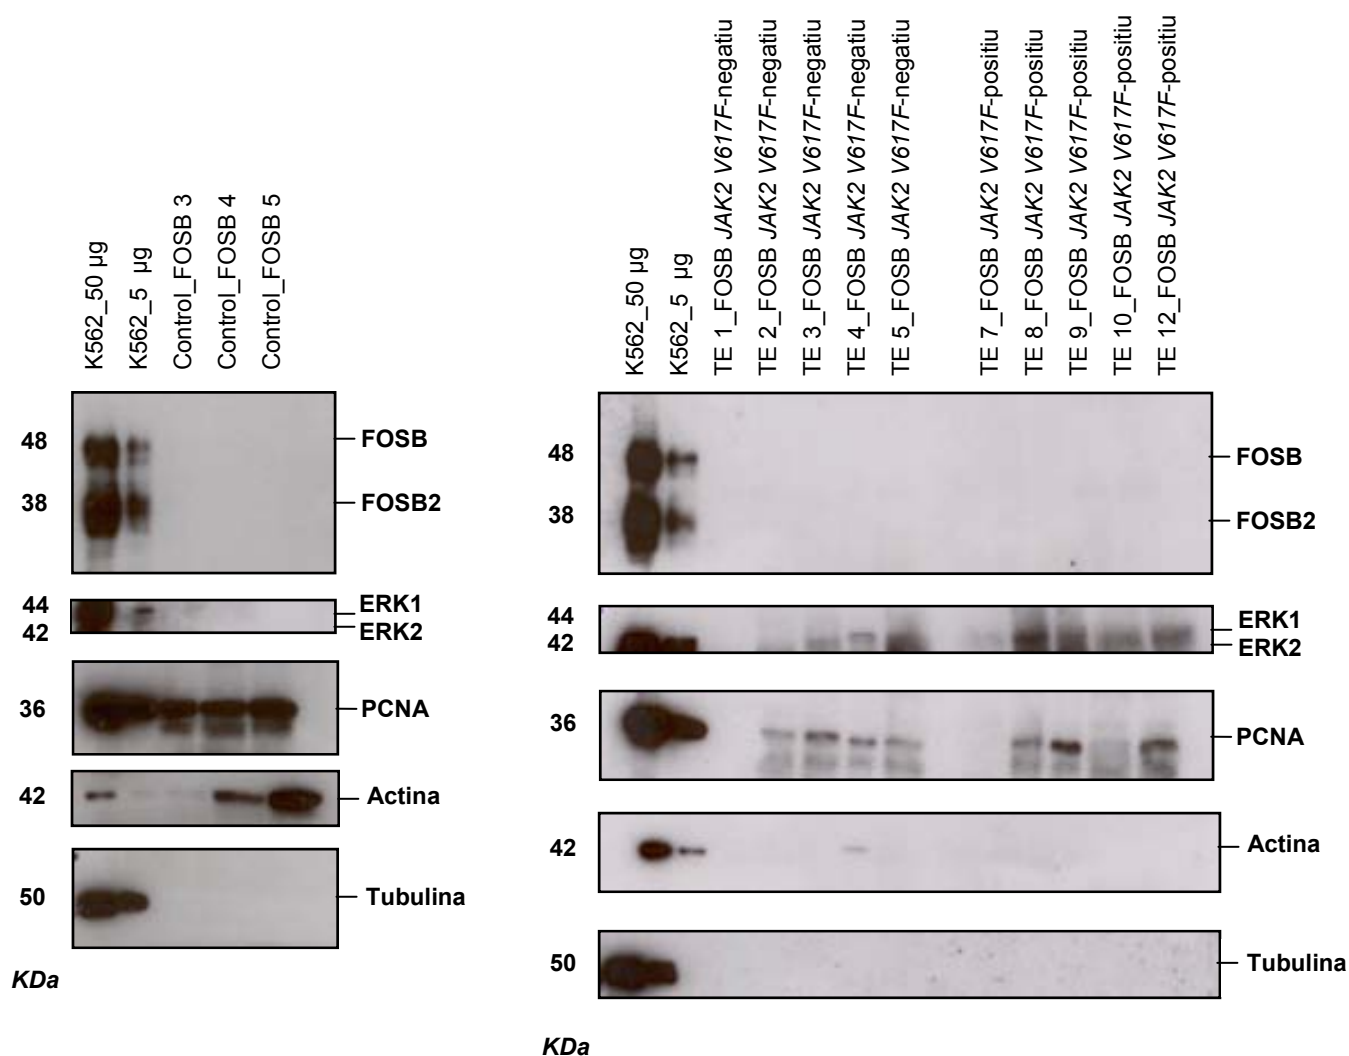 K562_50 µg
K562_5 µg
Control_FOSB 3
Control_FOSB 4
Control_FOSB 5
48
FOSB
38
FOSB2
44
ERK1
42
ERK2
36
PCNA
42
Actina
50
Tubulina
KDa
K562_50 µg
K562_5 µg
TE 1_FOSB JAK2 V617F-negatiu
TE 2_FOSB JAK2 V617F-negatiu
TE 3_FOSB JAK2 V617F-negatiu
TE 4_FOSB JAK2 V617F-negatiu
TE 5_FOSB JAK2 V617F-negatiu
TE 7_FOSB JAK2 V617F-positiu
TE 8_FOSB JAK2 V617F-positiu
TE 9_FOSB JAK2 V617F-positiu
TE 10_FOSB JAK2 V617F-positiu
TE 12_FOSB JAK2 V617F-positiu
48
FOSB
38
FOSB2
44
ERK1
42
ERK2
36
PCNA
42
Actina
50
Tubulina
KDa